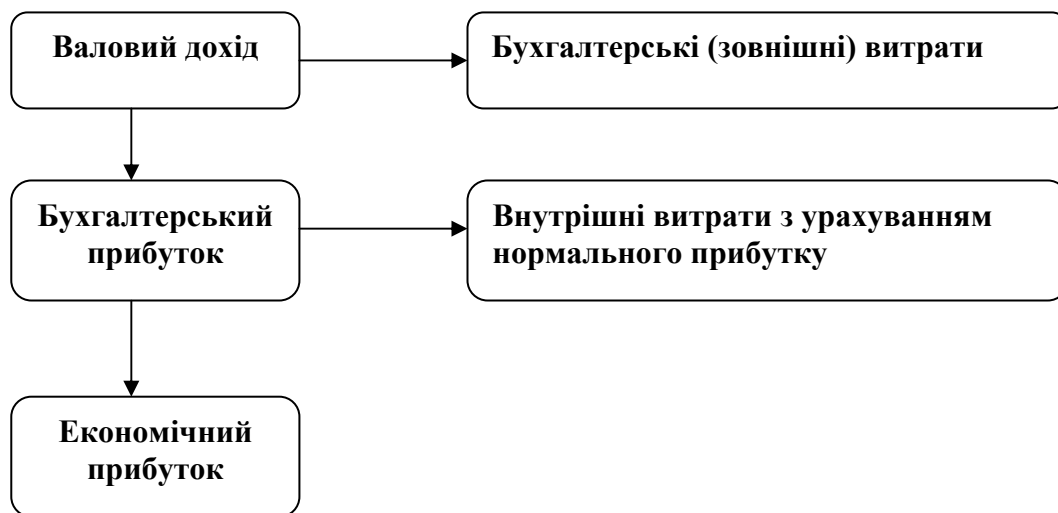 Валовий дохід
Бухгалтерські (зовнішні) витрати
Бухгалтерський
прибуток
Внутрішні витрати з урахуванням
нормального прибутку
Економічний
прибуток